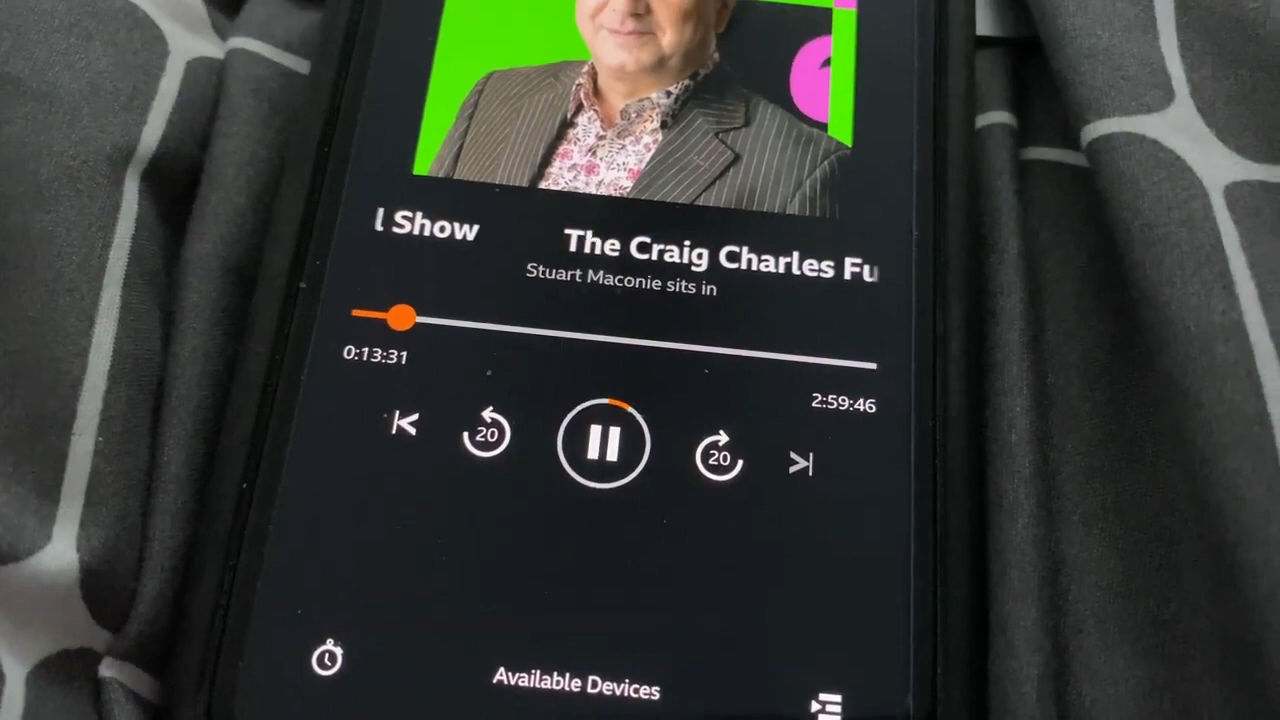 l Show The Craig Charles Fu
Stuart Maconie sits in
0:13:31
2:59:46
20
20
Available Devices